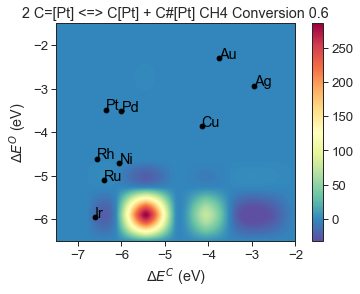 2 C=[Pt] <=> C[Pt] + C#[Pt] CH4 Conversion 0.6
ΔE^O (eV)
−2
−3
−4
−5
−6
Au
Ag
Pt
Pd
Cu
Rh
Ni
Ru
Ir
−7
−6
−5
−4
−3
−2
ΔE^C (eV)
250
200
150
100
50
0